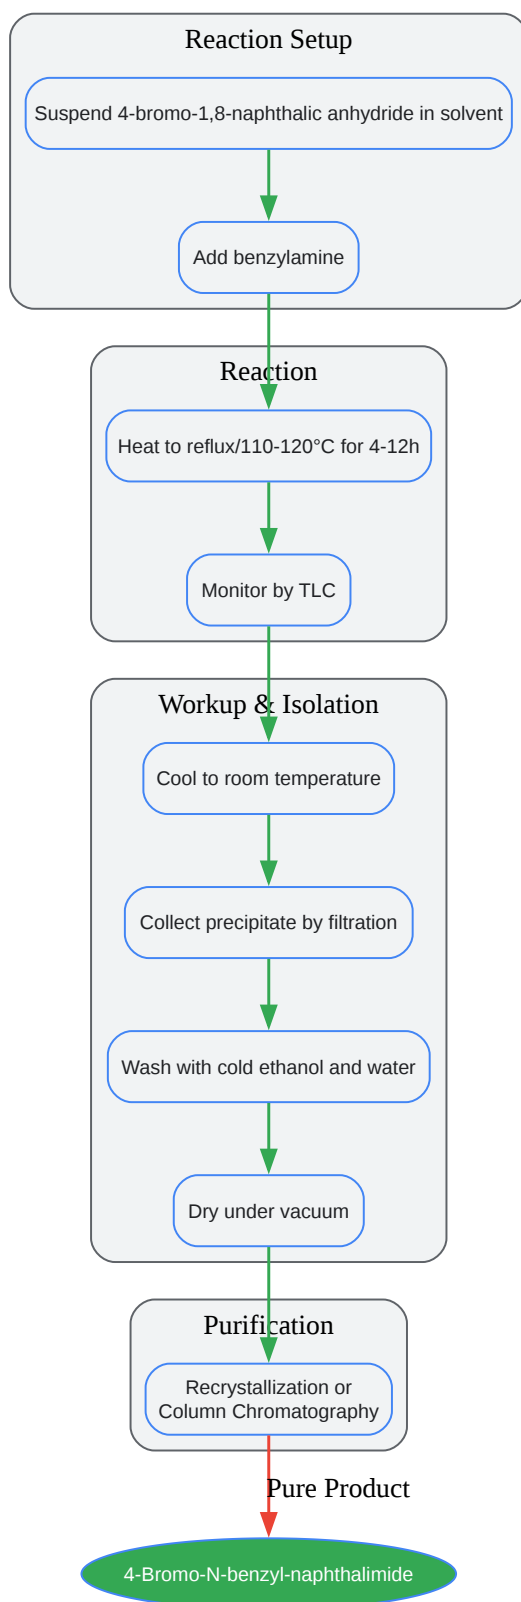 Reaction Setup
Suspend 4-bromo-1,8-naphthalic anhydride in solvent
Add benzylamine
Reaction
Heat to reflux/110-120°C for 4-12h
Monitor by TLC
Workup & Isolation
Cool to room temperature
Collect precipitate by filtration
Wash with cold ethanol and water
Dry under vacuum
Purification
Recrystallization or
Column Chromatography
Pure Product
4-Bromo-N-benzyl-naphthalimide